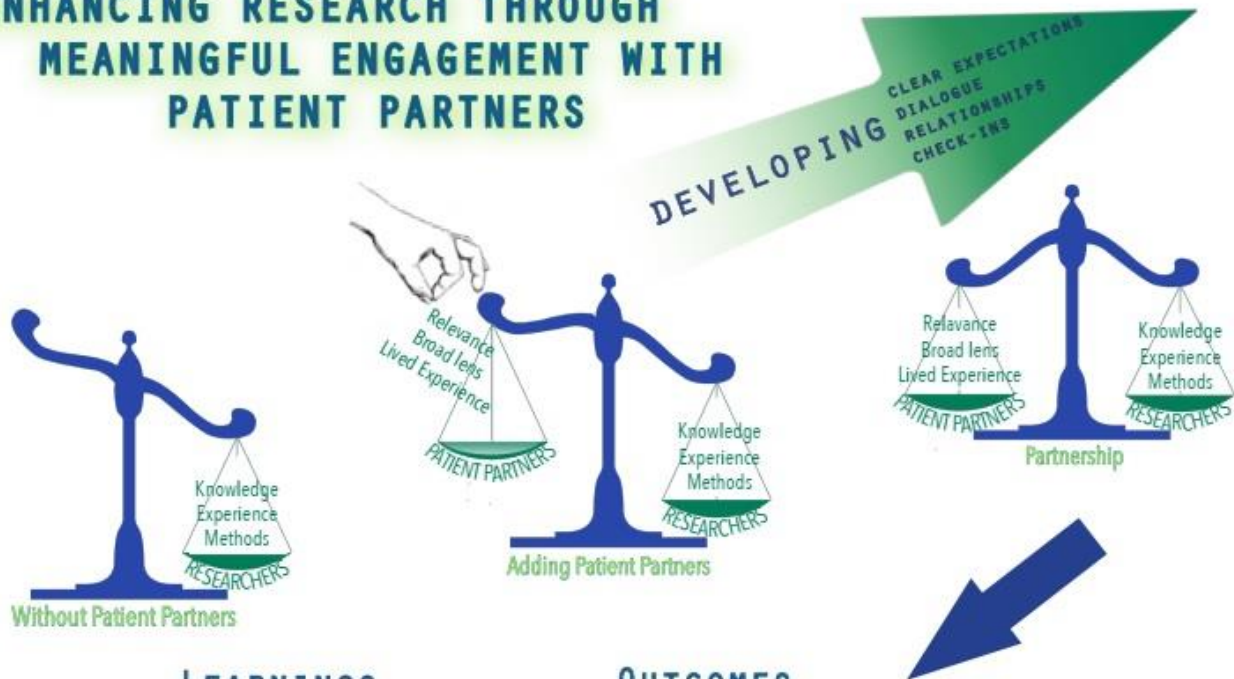 NHANCING RESEARCH THROUGH
MEANINGFUL ENGAGEMENT WITH
PATIENT PARTNERS
DEVELOPING
CLEAR EXPECTATIONS
DIALOGUE
RELATIONSHIPS
CHECK-INS
Knowledge
Experience
Methods
RESEARCHERS
Without Patient Partners
Relevance
Broad lens
Lived Experience
PATIENT PARTNERS
Knowledge
Experience
Methods
RESEARCHERS
Adding Patient Partners
Relavance
Broad lens
Lived Experience
PATIENT PARTNERS
Knowledge
Experience
Methods
RESEARCHERS
Partnership
LEARNINGS
OUTCOMES